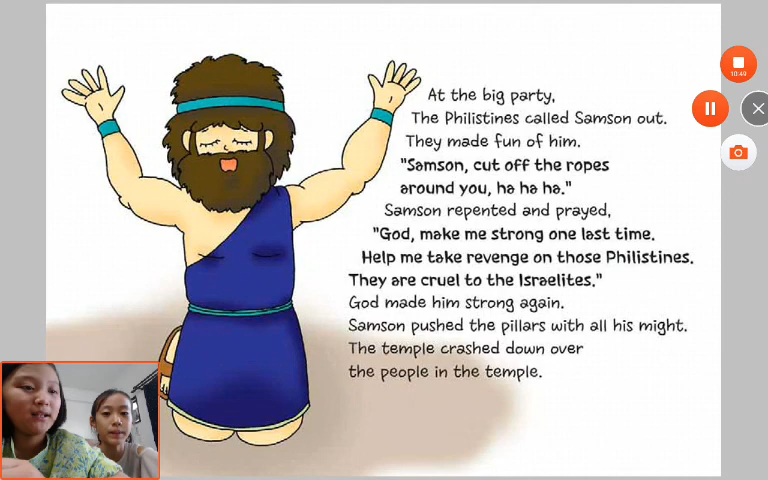 At the big party,
The Philistines called Samson out.
They made fun of him.
"Samson, cut off the ropes
around you, ha ha ha."
Samson repented and prayed,
"God, make me strong one last time.
Help me take revenge on those Philistines.
They are cruel to the Israelites."
God made him strong again.
Samson pushed the pillars with all his might.
The temple crashed down over
the people in the temple.
10:49